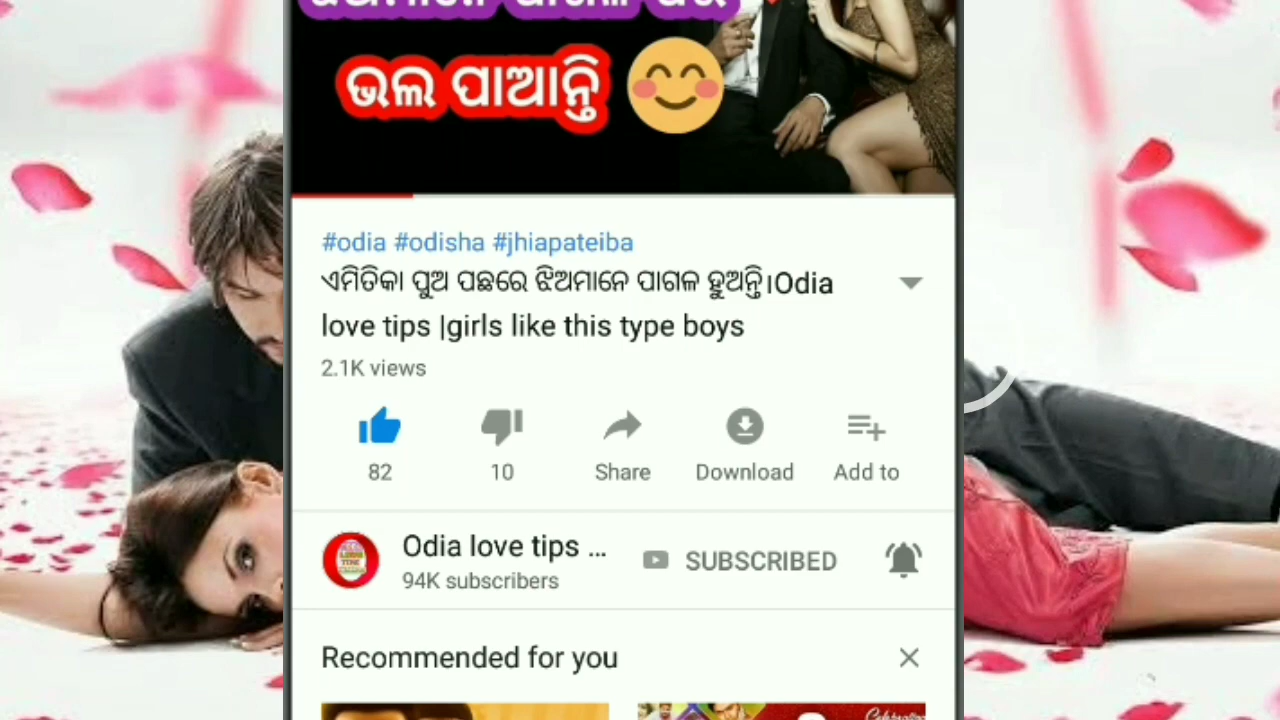 ଭଲ ପାଆନ୍ତି
#odia #odisha #jhiapateiba
ଏମିତିକା ପୁଅ ପଛରେ ଝିଅମାନେ ପାଗଳ ହୁଅନ୍ତି।Odia
love tips |girls like this type boys
2.1K views
82 10 Share Download Add to
Odia love tips ... SUBSCRIBED
94K subscribers
Recommended for you